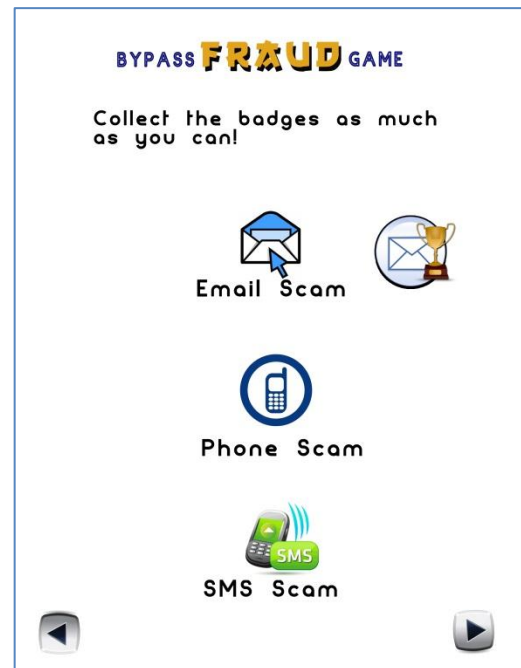 BYPASS FRAUD GAME
Collect the badges as much
as you can!
Email Scam
Phone Scam
SMS
SMS Scam